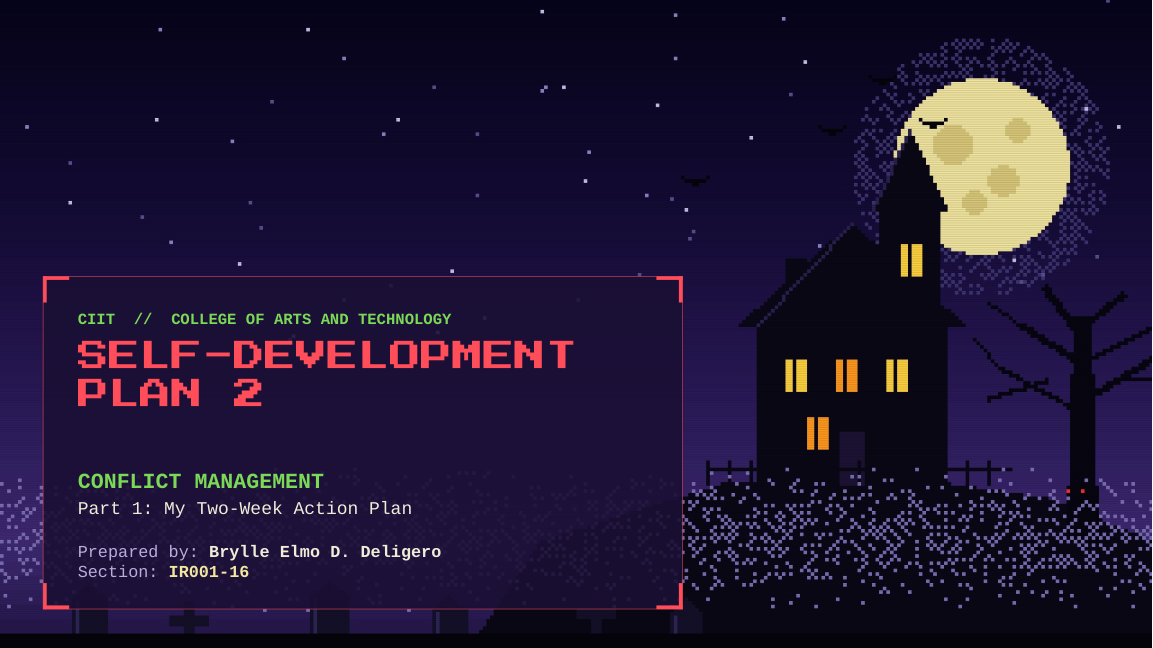 CIIT // COLLEGE OF ARTS AND TECHNOLOGY
SELF-DEVELOPMENT
PLAN 2
CONFLICT MANAGEMENT
Part 1: My Two-Week Action Plan
Prepared by: Brylle Elmo D. Deligero
Section: IR001-16